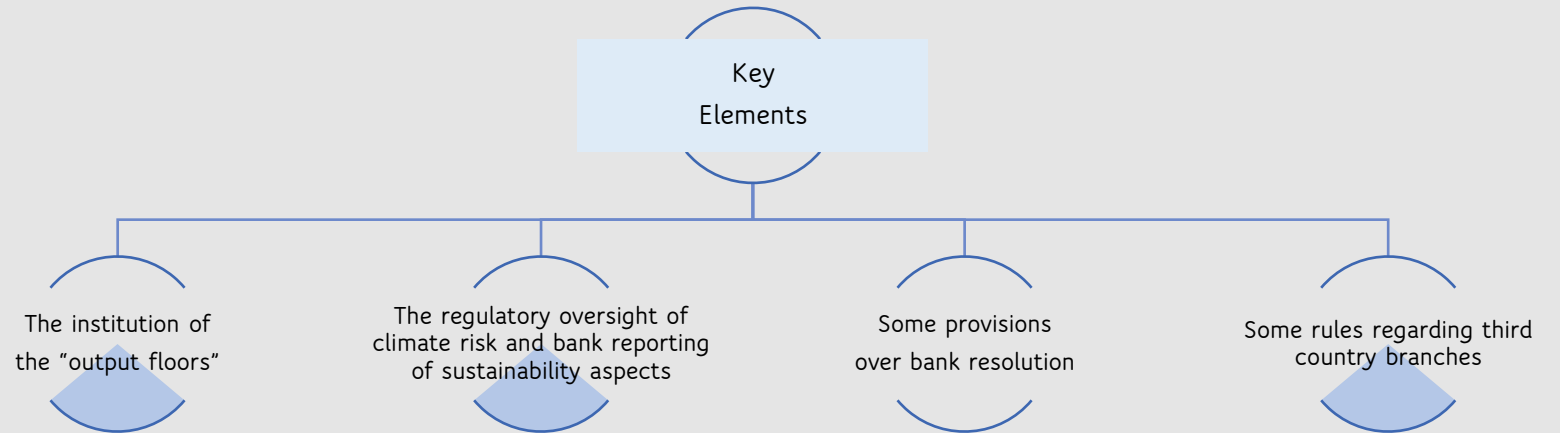 Key
Elements
The institution of
the “output floors”
The regulatory oversight of
climate risk and bank reporting
of sustainability aspects
Some provisions
over bank resolution
Some rules regarding third
country branches